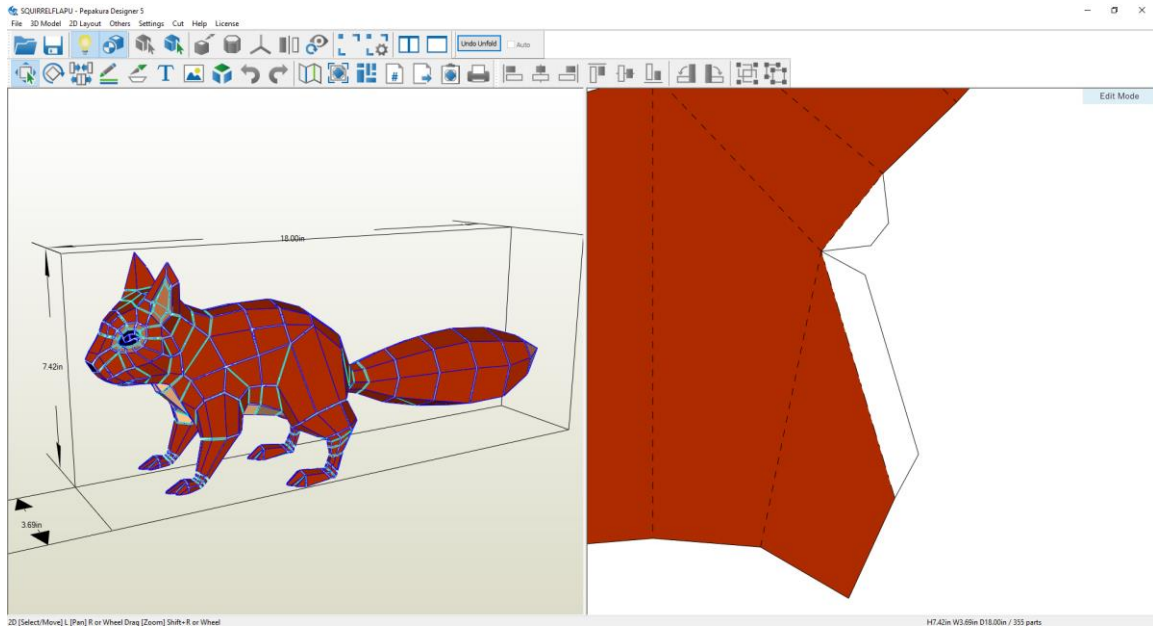 SQUIRRELFLAPU - Pepakura Designer 5
File 3D Model 2D Layout Others Settings Cut Help License
Undo Unfold Auto
T #
Edit Mode
18.00in
7.42in
3.69in
2D [Select/Move] L [Pan] R or Wheel Drag [Zoom] Shift+R or Wheel H7.42in W3.69in D18.00in / 355 parts